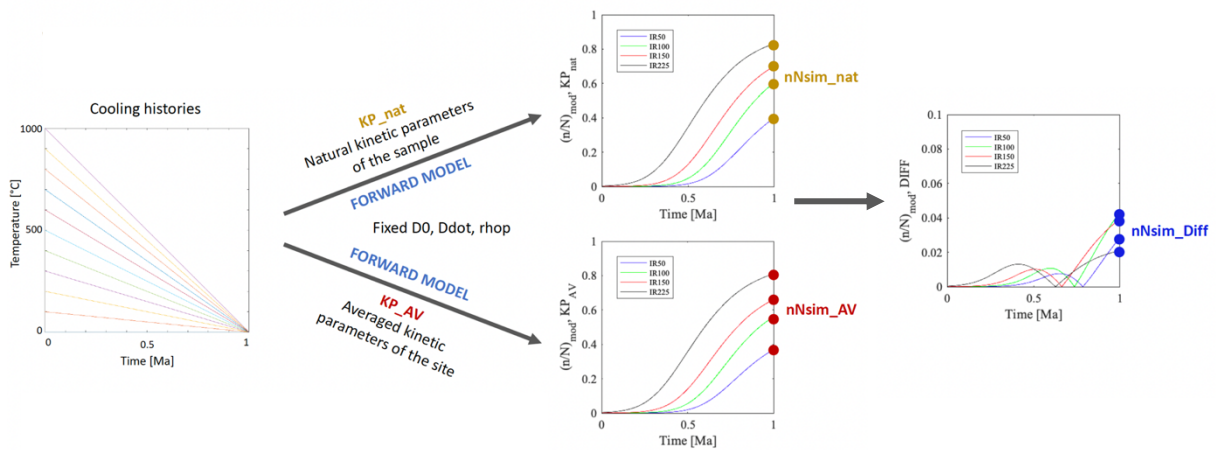 Cooling histories
Temperature [°C]
1000
500
0
0
0.5
1
Time [Ma]
KP_nat
Natural kinetic parameters
of the sample
FORWARD MODEL
Fixed D0, Ddot, rhop
FORWARD MODEL
KP_AV
Averaged kinetic
parameters of the site
(n/N)mod, KPnat
1
0.8
0.6
0.4
0.2
0
IR50
IR100
IR150
IR225
nNsim_nat
0
0.5
1
Time [Ma]
(n/N)mod, KPAV
1
0.8
0.6
0.4
0.2
0
IR50
IR100
IR150
IR225
nNsim_AV
0
0.5
1
Time [Ma]
(n/N)mod, DIFF
0.1
0.08
0.06
0.04
0.02
0
IR50
IR100
IR150
IR225
nNsim_Diff
0
0.5
1
Time [Ma]